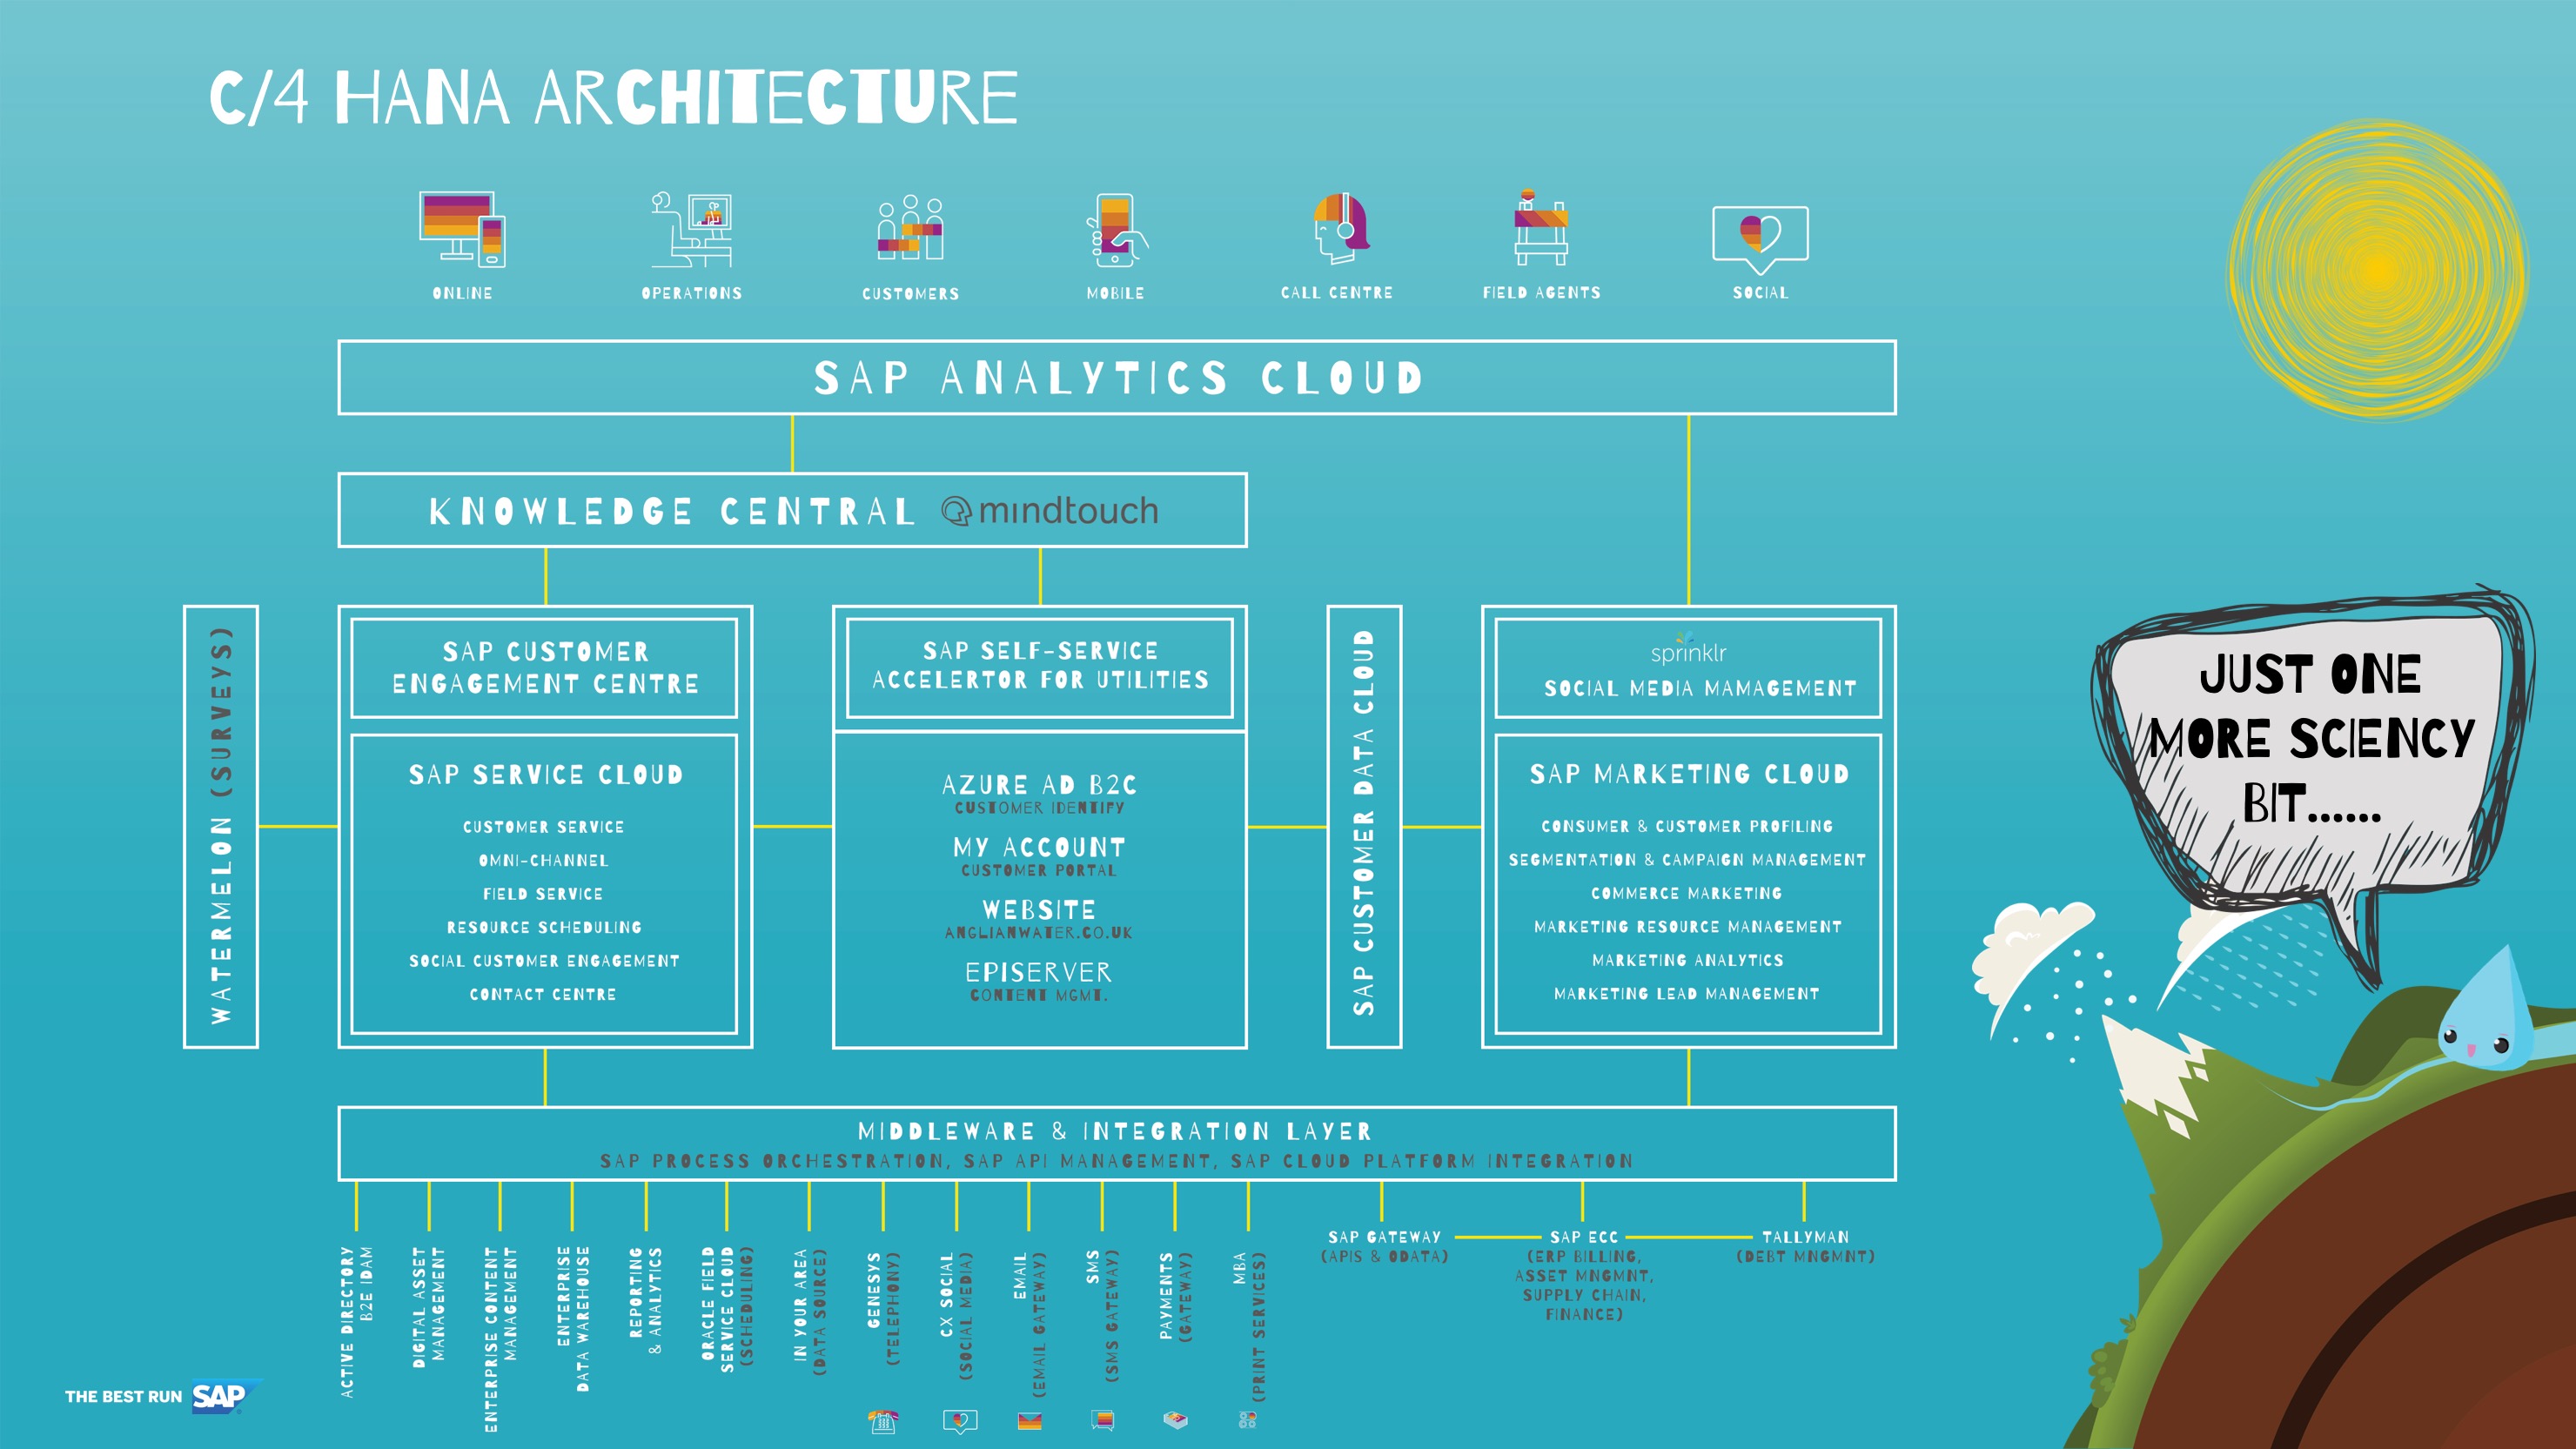 C/4 HANA ARCHITECTURE
ONLINE
OPERATIONS
CUSTOMERS
MOBILE
CALL CENTRE
FIELD AGENTS
SOCIAL
SAP ANALYTICS CLOUD
KNOWLEDGE CENTRAL mindtouch
WATERMELON (SURVEYS)
SAP CUSTOMER
ENGAGEMENT CENTRE
SAP SERVICE CLOUD
CUSTOMER SERVICE
OMNI-CHANNEL
FIELD SERVICE
RESOURCE SCHEDULING
SOCIAL CUSTOMER ENGAGEMENT
CONTACT CENTRE
SAP SELF-SERVICE
ACCELERTOR FOR UTILITIES
AZURE AD B2C
CUSTOMER IDENTIFY
MY ACCOUNT
CUSTOMER PORTAL
WEBSITE
ANGLIANWATER.CO.UK
EPISERVER
CONTENT MGMT.
SAP CUSTOMER DATA CLOUD
sprinklr
SOCIAL MEDIA MAMAGEMENT
SAP MARKETING CLOUD
CONSUMER & CUSTOMER PROFILING
SEGMENTATION & CAMPAIGN MANAGEMENT
COMMERCE MARKETING
MARKETING RESOURCE MANAGEMENT
MARKETING ANALYTICS
MARKETING LEAD MANAGEMENT
JUST ONE
MORE SCIENCY
BIT......
MIDDLEWARE & INTEGRATION LAYER
SAP PROCESS ORCHESTRATION, SAP API MANAGEMENT, SAP CLOUD PLATFORM INTEGRATION
ACTIVE DIRECTORY
B2E IDAM
DIGITAL ASSET
MANAGEMENT
ENTERPRISE CONTENT
MANAGEMENT
ENTERPRISE
DATA WAREHOUSE
REPORTING
& ANALYTICS
ORACLE FIELD
SERVICE CLOUD
(SCHEDULING)
IN YOUR AREA
(DATA SOURCE)
GENESYS
(TELEPHONY)
CX SOCIAL
(SOCIAL MEDIA)
EMAIL
(EMAIL GATEWAY)
SMS
(SMS GATEWAY)
PAYMENTS
(GATEWAY)
MBA
(PRINT SERVICES)
SAP GATEWAY
(APIS & ODATA)
SAP ECC
(ERP BILLING,
ASSET MNGMNT,
SUPPLY CHAIN,
FINANCE)
TALLYMAN
(DEBT MNGMNT)
THE BEST RUN SAP